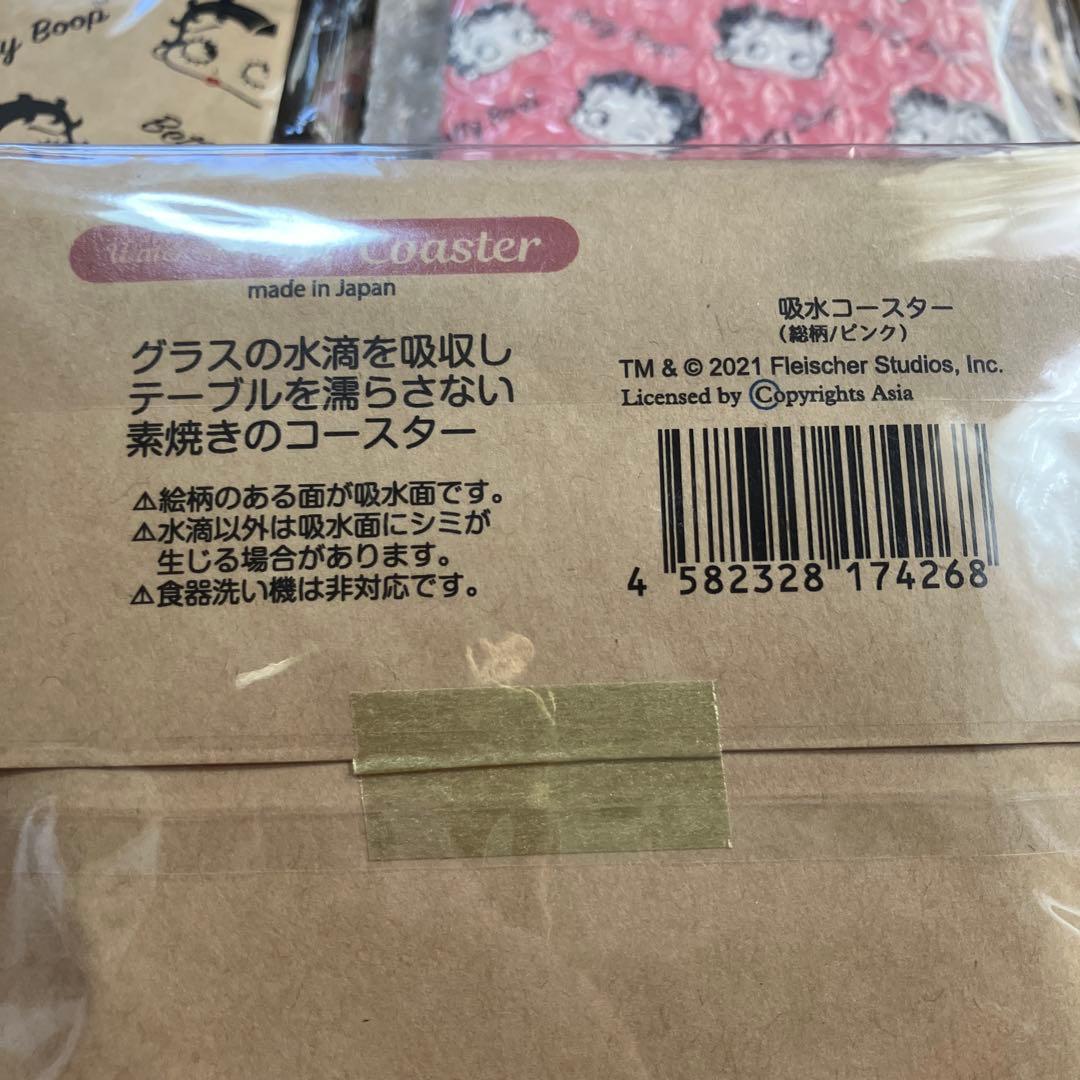 Boop
Coaster
made in Japan
グラスの水滴を吸収し
テーブルを濡らさない
素焼きのコースター
⚠絵柄のある面が吸水面です。
⚠水滴以外は吸水面にシミが
生じる場合があります。
⚠食器洗い機は非対応です。
吸水コースター
(総柄/ピンク)
TM & © 2021 Fleischer Studios, Inc.
Licensed by Ⓒopyrights Asia
4 582328 174268